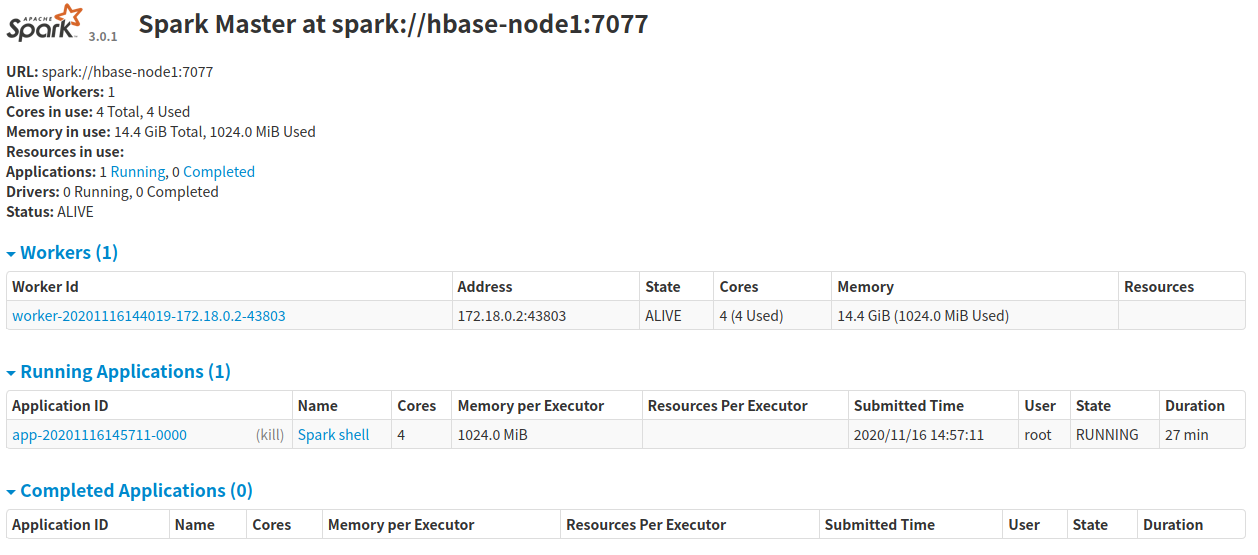 APACHE
Spark 3.0.1 Spark Master at spark://hbase-node1:7077
URL: spark://hbase-node1:7077
Alive Workers: 1
Cores in use: 4 Total, 4 Used
Memory in use: 14.4 GiB Total, 1024.0 MiB Used
Resources in use:
Applications: 1 Running, 0 Completed
Drivers: 0 Running, 0 Completed
Status: ALIVE
Workers (1)
Worker Id Address State Cores Memory Resources
worker-20201116144019-172.18.0.2-43803 172.18.0.2:43803 ALIVE 4 (4 Used) 14.4 GiB (1024.0 MiB Used)
Running Applications (1)
Application ID Name Cores Memory per Executor Resources Per Executor Submitted Time User State Duration
app-20201116145711-0000 (kill) Spark shell 4 1024.0 MiB 2020/11/16 14:57:11 root RUNNING 27 min
Completed Applications (0)
Application ID Name Cores Memory per Executor Resources Per Executor Submitted Time User State Duration